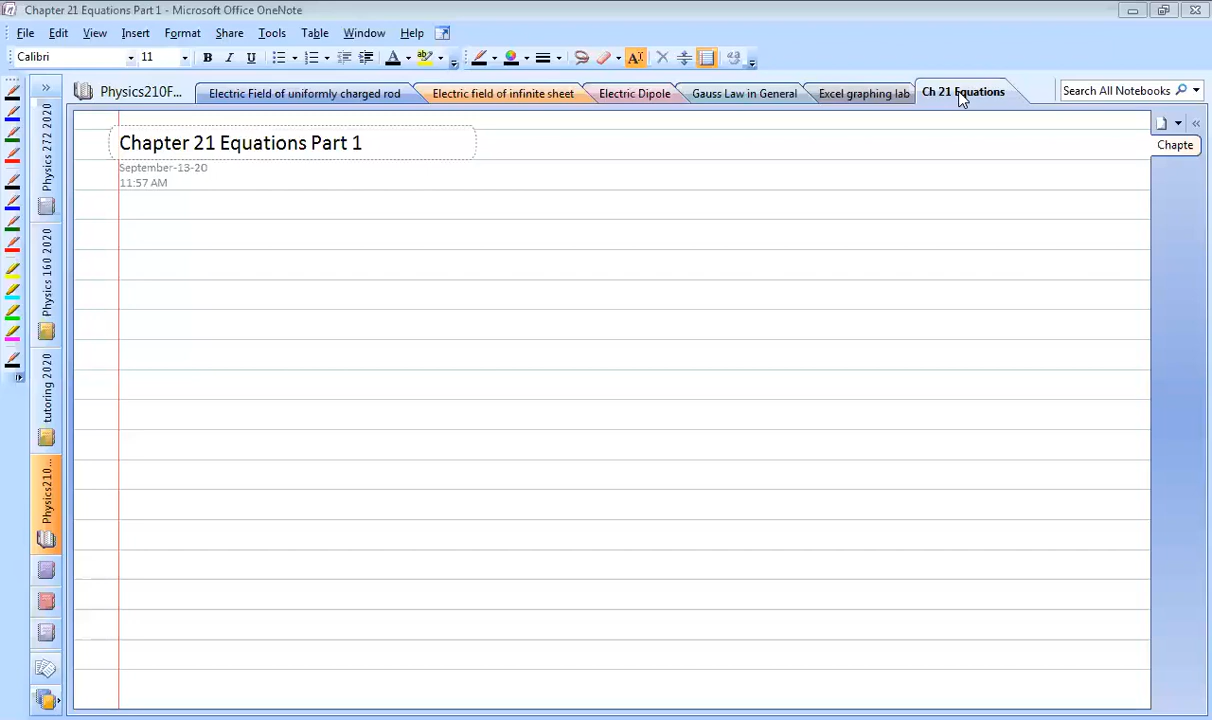 Chapter 21 Equations Part 1 - Microsoft Office OneNote
File Edit View Insert Format Share Tools Table Window Help
Calibri 11 B I U A ab A
Physics210F... Electric Field of uniformly charged rod Electric field of infinite sheet Electric Dipole Gauss Law in General Excel graphing lab Ch 21 Equations Search All Notebooks
Chapter 21 Equations Part 1
September-13-20
11:57 AM
Chapte
Physics 272 2020
Physics 160 2020
tutoring 2020
Physics210...